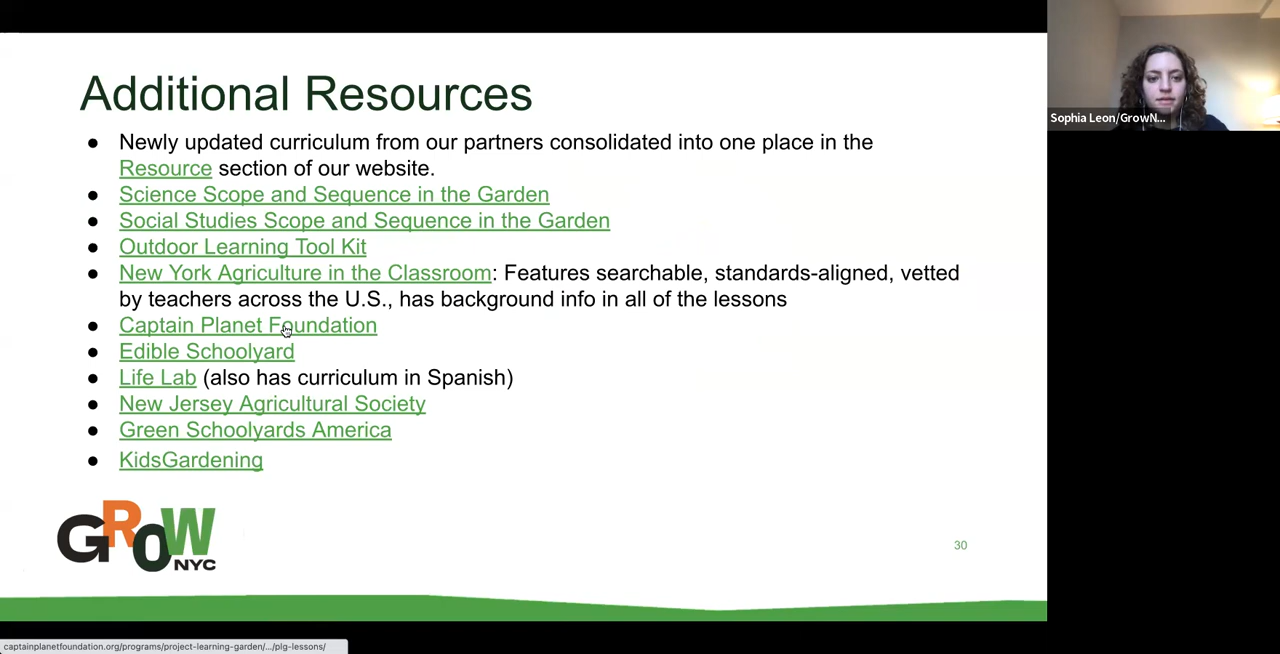 Additional Resources
● Newly updated curriculum from our partners consolidated into one place in the
Resource section of our website.
● Science Scope and Sequence in the Garden
● Social Studies Scope and Sequence in the Garden
● Outdoor Learning Tool Kit
● New York Agriculture in the Classroom: Features searchable, standards-aligned, vetted
by teachers across the U.S., has background info in all of the lessons
● Captain Planet Foundation
● Edible Schoolyard
● Life Lab (also has curriculum in Spanish)
● New Jersey Agricultural Society
● Green Schoolyards America
● KidsGardening
GROW
NYC
30
Sophia Leon/GrowN...
captainplanetfoundation.org/programs/project-learning-garden/.../plg-lessons/